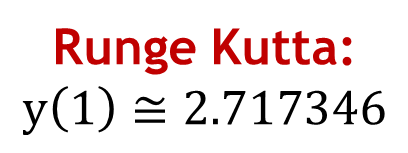 Runge Kutta:
y(1) ≅ 2.717346